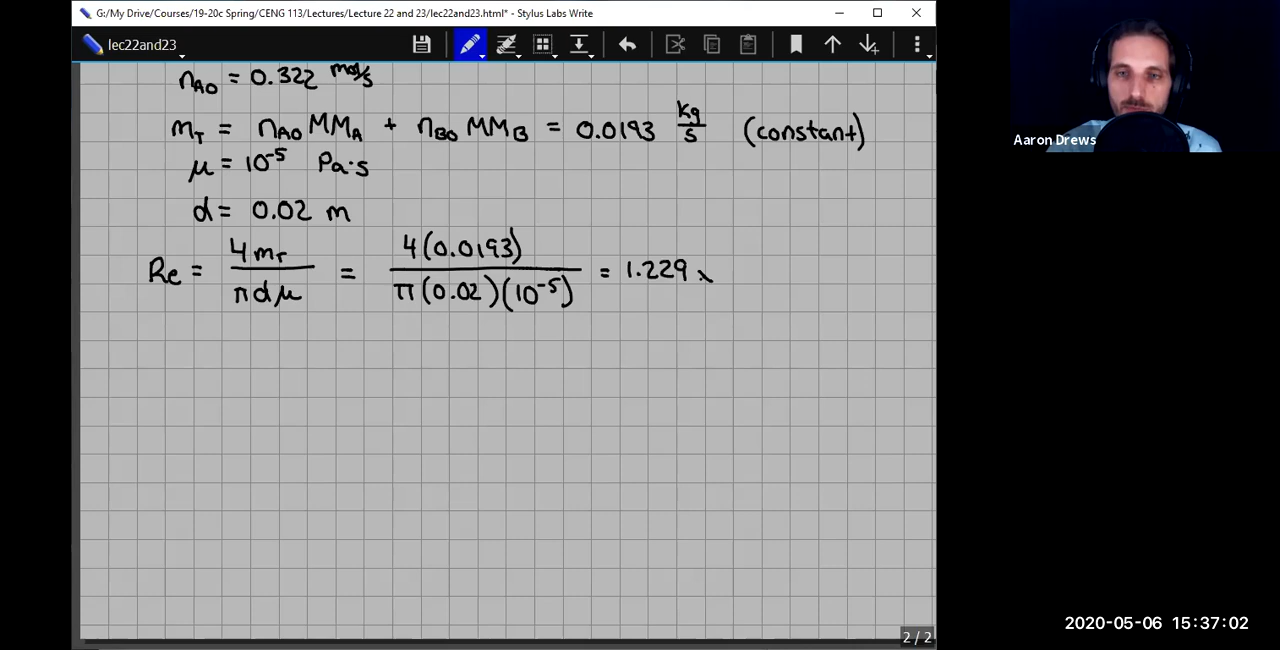 G:/My Drive/Courses/19-20c Spring/CENG 113/Lectures/Lecture 22 and 23/lec22and23.html* - Stylus Labs Write
lec22and23
n_A0 = 0.322 mol/s
m_T = n_A0 MM_A + n_B0 MM_B = 0.0193 kg/s (constant)
μ = 10^-5 Pa·s
d = 0.02 m
Re = 4m_T / πdμ = 4(0.0193) / π(0.02)(10^-5) = 1.229
2 / 2
Aaron Drews
2020-05-06 15:37:02